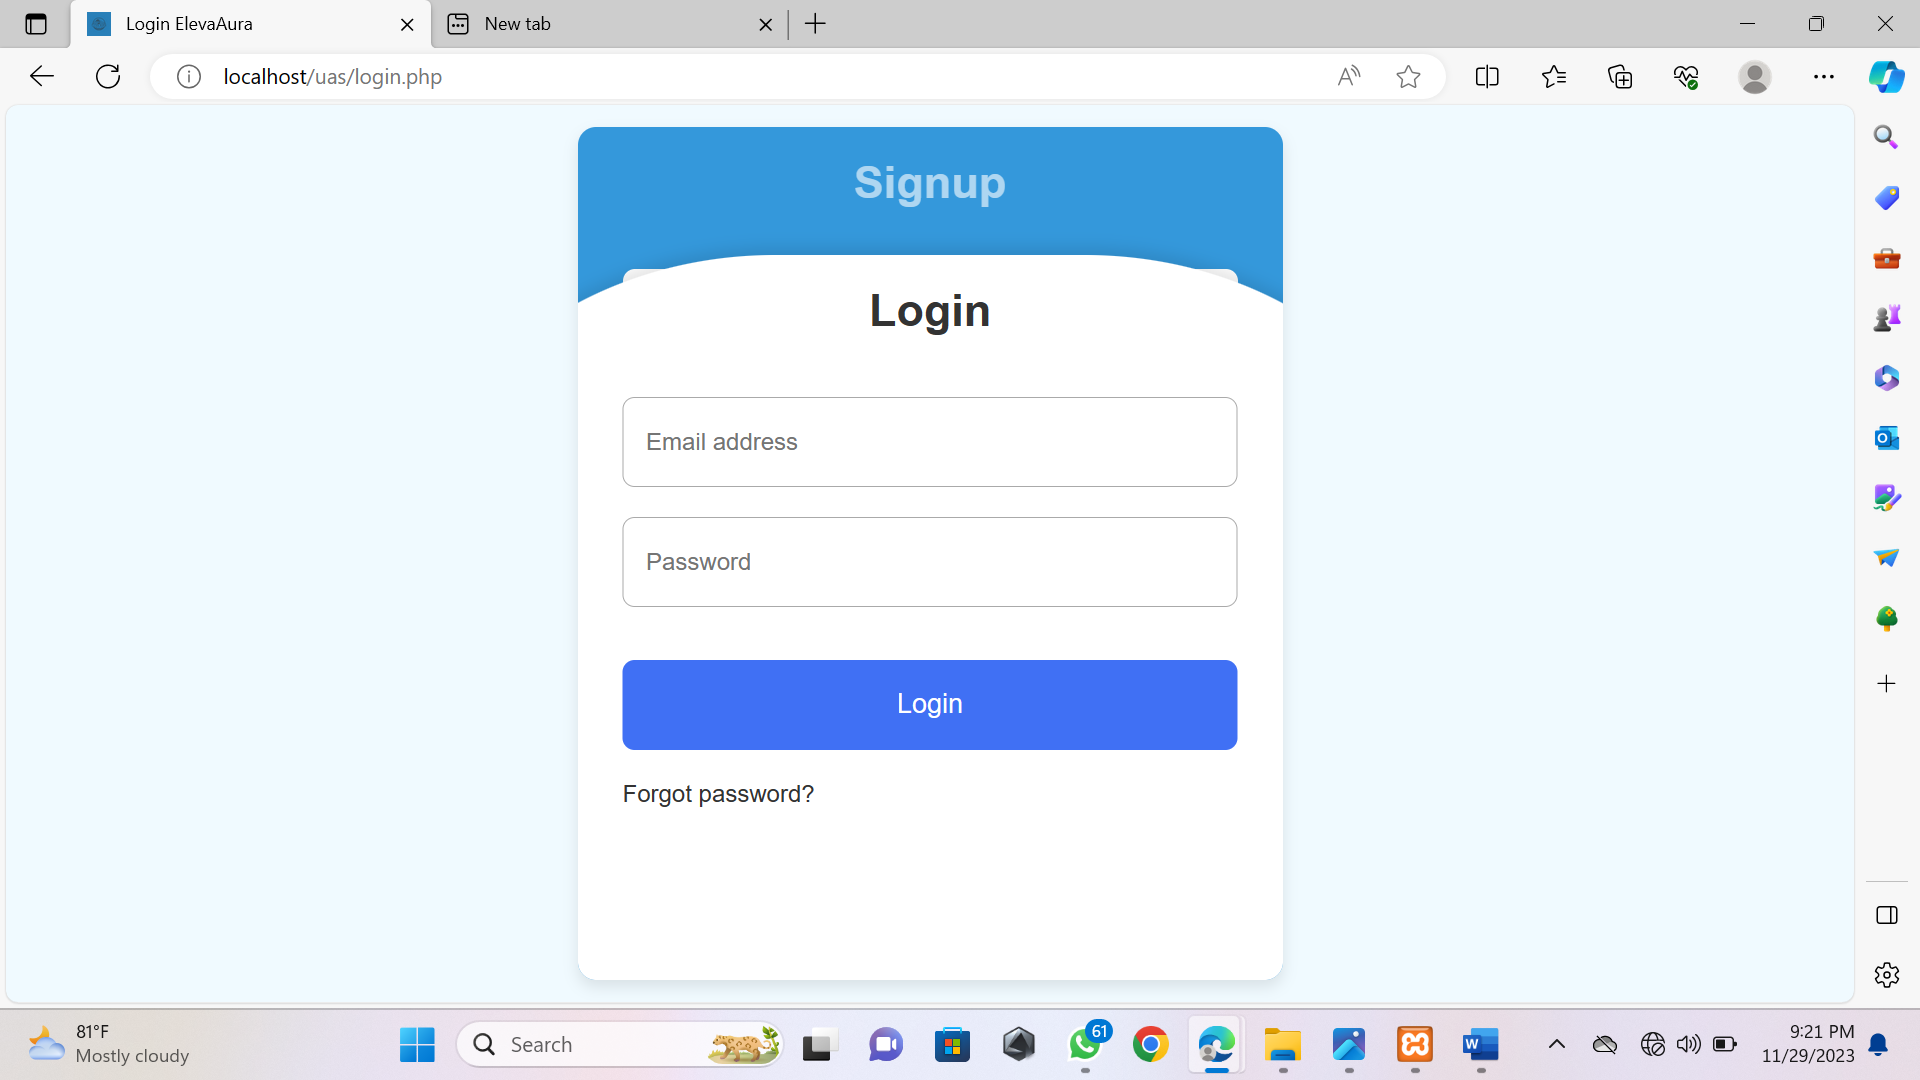 Login ElevaAura
New tab
localhost/uas/login.php
Signup
Login
Email address
Password
Login
Forgot password?
81°F
Mostly cloudy
Search
61
9:21 PM
11/29/2023